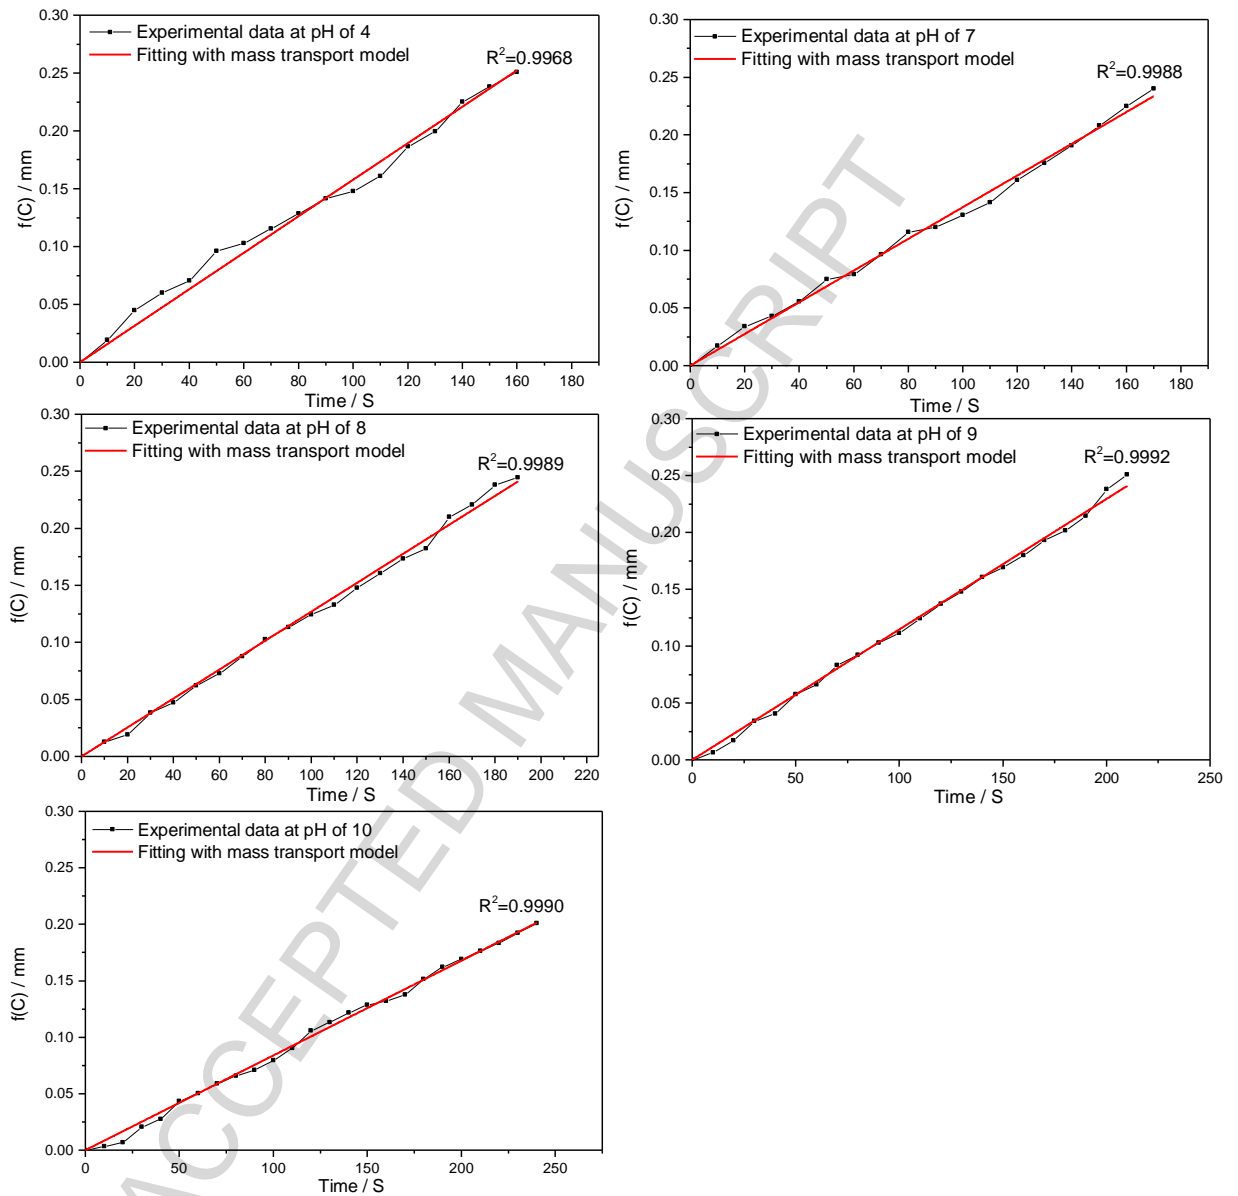 0.30
0.25
0.20
0.15
0.10
0.05
0.00
f(C) / mm
Experimental data at pH of 4
Fitting with mass transport model
R²=0.9968
0 20 40 60 80 100 120 140 160 180
Time / S
0.30
0.25
0.20
0.15
0.10
0.05
0.00
f(C) / mm
Experimental data at pH of 7
Fitting with mass transport model
R²=0.9988
0 20 40 60 80 100 120 140 160 180
Time / S
0.30
0.25
0.20
0.15
0.10
0.05
0.00
f(C) / mm
Experimental data at pH of 8
Fitting with mass transport model
R²=0.9989
0 20 40 60 80 100 120 140 160 180 200 220
Time / S
0.30
0.25
0.20
0.15
0.10
0.05
0.00
f(C) / mm
Experimental data at pH of 9
Fitting with mass transport model
R²=0.9992
0 50 100 150 200 250
Time / S
0.30
0.25
0.20
0.15
0.10
0.05
0.00
f(C) / mm
Experimental data at pH of 10
Fitting with mass transport model
R²=0.9990
0 50 100 150 200 250
Time / S
ACCEPTED MANUSCRIPT